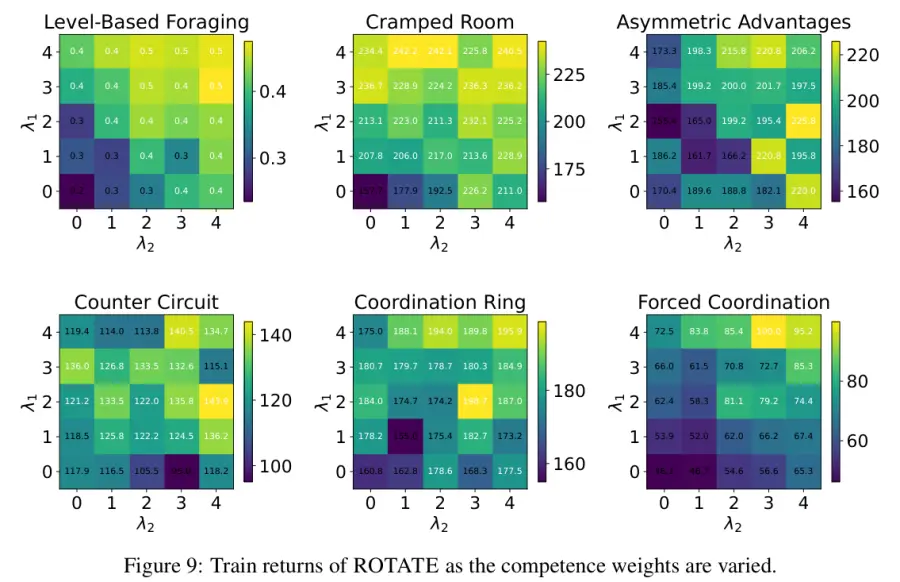 Level-Based Foraging Cramped Room Asymmetric Advantages
4 0.4 0.4 0.5 0.5 0.5 4 234.4 242.2 242.1 225.8 240.5 4 173.3 198.3 215.8 220.8 206.2
3 0.4 0.4 0.5 0.4 0.5 3 236.7 228.9 224.2 236.3 236.2 3 185.4 199.2 200.0 201.7 197.5
2 0.3 0.4 0.4 0.4 0.4 2 213.1 223.0 211.3 232.1 225.2 2 165.0 199.2 195.4 225.8
1 0.3 0.3 0.4 0.3 0.4 1 207.8 206.0 217.0 213.6 228.9 1 186.2 161.7 166.2 220.8 195.8
0 0.2 0.3 0.3 0.4 0.4 0 177.9 192.5 226.2 211.0 0 170.4 189.6 188.8 182.1 220.0
λ1 0.4 0.3 λ1 225 200 175 λ1 220 200 180 160
0 1 2 3 4 0 1 2 3 4 0 1 2 3 4
λ2 λ2 λ2
Counter Circuit Coordination Ring Forced Coordination
4 119.4 114.0 113.8 140.5 134.7 4 175.0 188.1 194.0 189.8 195.9 4 72.5 83.8 85.4 100.0 95.2
3 136.0 126.8 133.5 132.6 115.1 3 180.7 179.7 178.7 180.3 184.9 3 66.0 61.5 70.8 72.7 85.3
2 121.2 133.5 122.0 135.8 2 184.0 174.7 174.2 187.0 2 62.4 58.3 81.1 79.2 74.4
1 118.5 125.8 122.2 124.5 136.2 1 178.2 175.4 182.7 173.2 1 53.9 52.0 62.0 66.2 67.4
0 117.9 116.5 105.5 118.2 0 160.8 162.8 178.6 168.3 177.5 0 54.6 56.6 65.3
λ1 140 120 100 λ1 180 160 λ1 80 60
0 1 2 3 4 0 1 2 3 4 0 1 2 3 4
λ2 λ2 λ2
Figure 9: Train returns of ROTATE as the competence weights are varied.